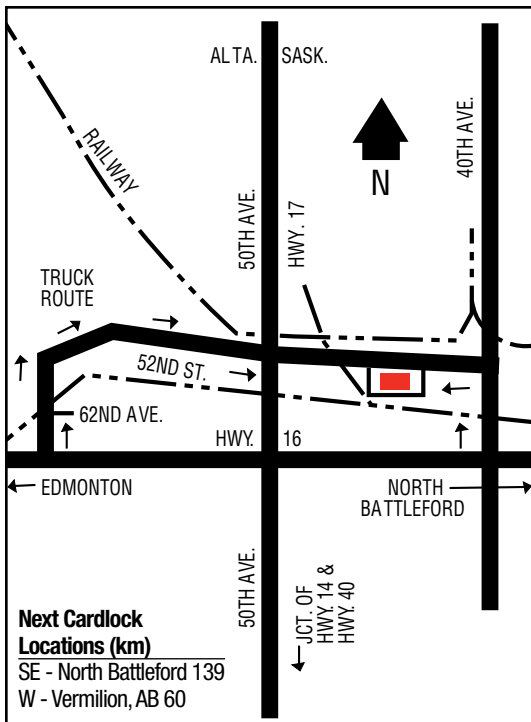 ALTA. SASK.
RAILWAY
50TH AVE.
40TH AVE.
N
HWY. 17
TRUCK
ROUTE
52ND ST.
62ND AVE.
HWY. 16
EDMONTON
NORTH
BATTLEFORD
50TH AVE.
JCT. OF
HWY. 14 &
HWY. 40
Next Cardlock
Locations (km)
SE - North Battleford 139
W - Vermilion, AB 60